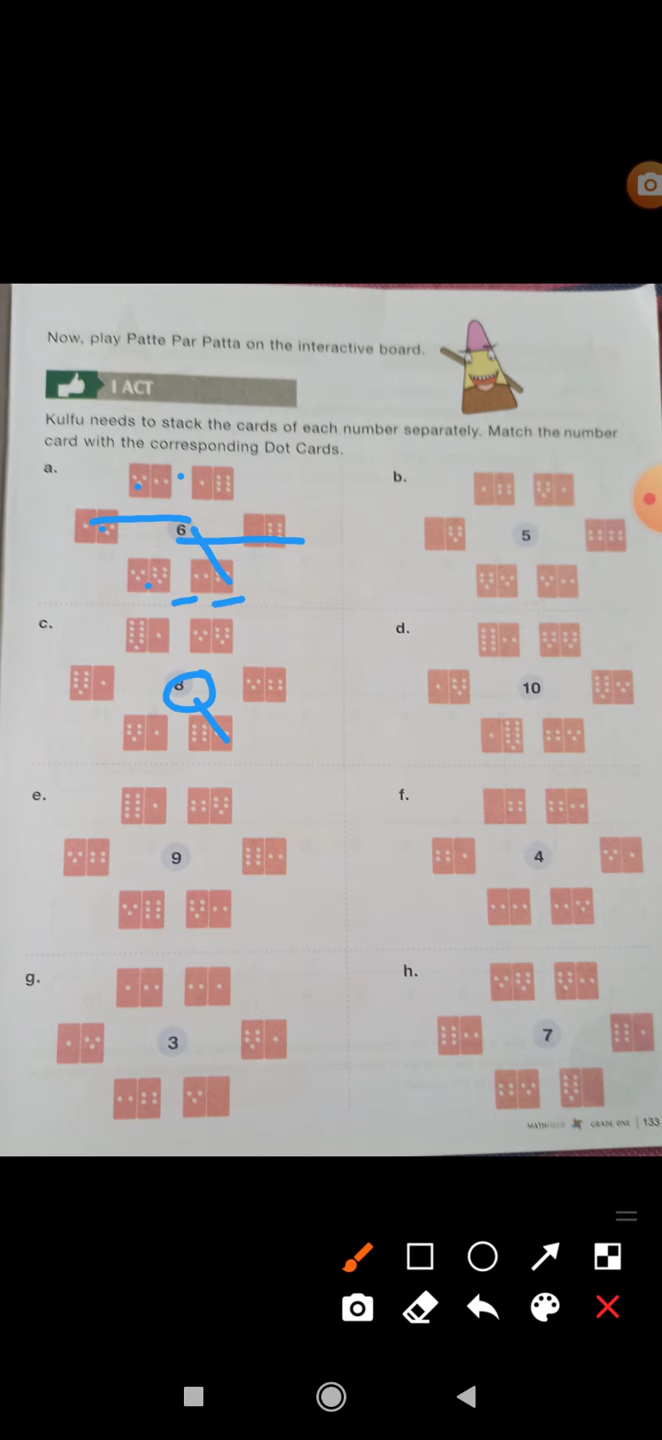 Now, play Patte Par Patta on the interactive board.
I ACT
Kulfu needs to stack the cards of each number separately. Match the number
card with the corresponding Dot Cards.
a.
6
b.
5
c.
8
d.
10
e.
9
f.
4
g.
3
h.
7
MATHFIELD GRADE ONE | 133